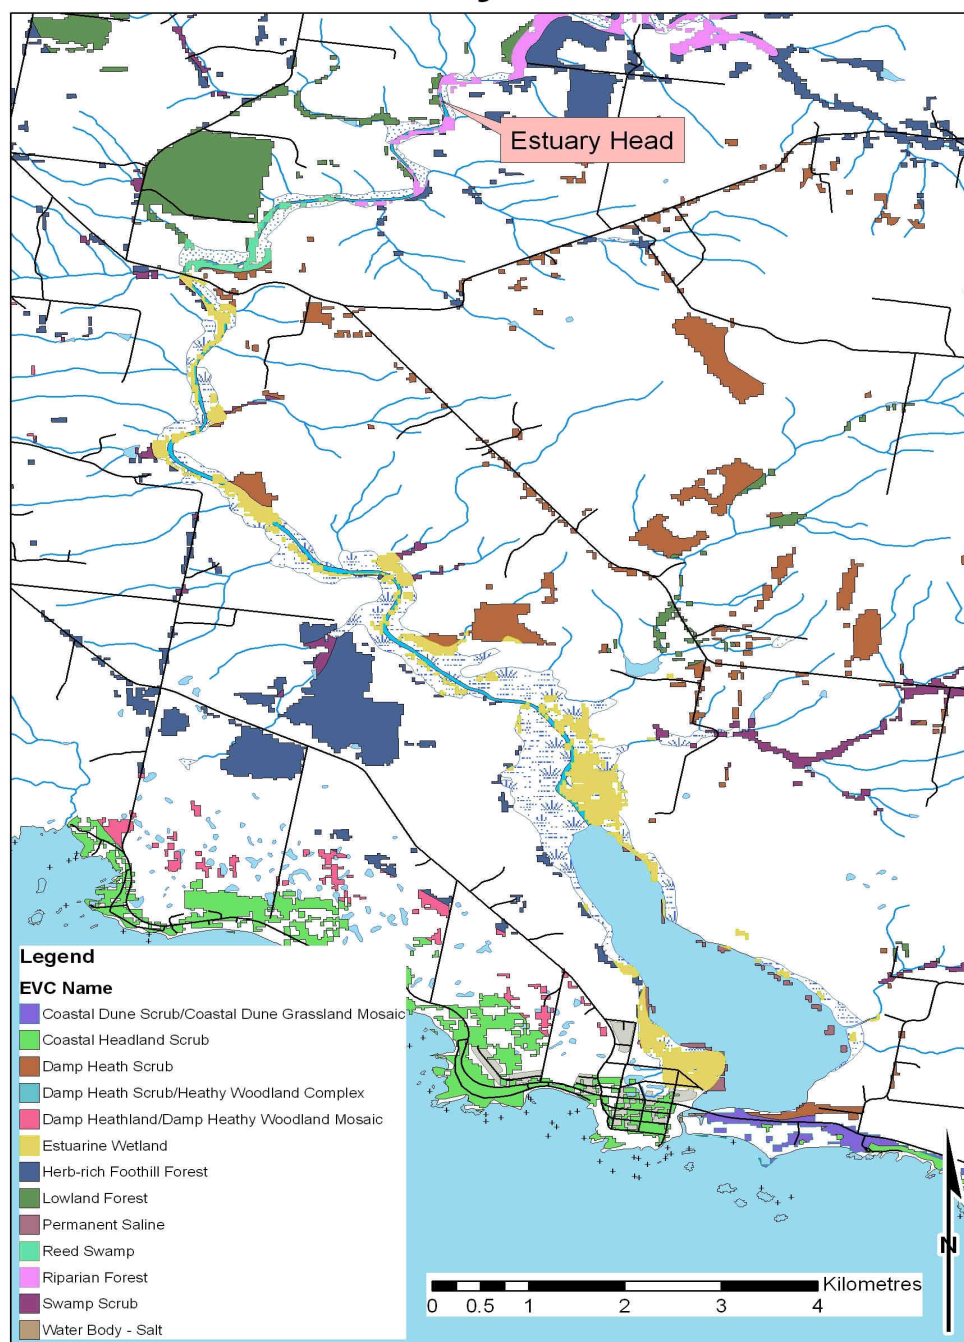 Estuary Head
Legend
EVC Name
Coastal Dune Scrub/Coastal Dune Grassland Mosaic
Coastal Headland Scrub
Damp Heath Scrub
Damp Heath Scrub/Heathy Woodland Complex
Damp Heathland/Damp Heathy Woodland Mosaic
Estuarine Wetland
Herb-rich Foothill Forest
Lowland Forest
Permanent Saline
Reed Swamp
Riparian Forest
Swamp Scrub
Water Body - Salt
N
Kilometres
0 0.5 1 2 3 4